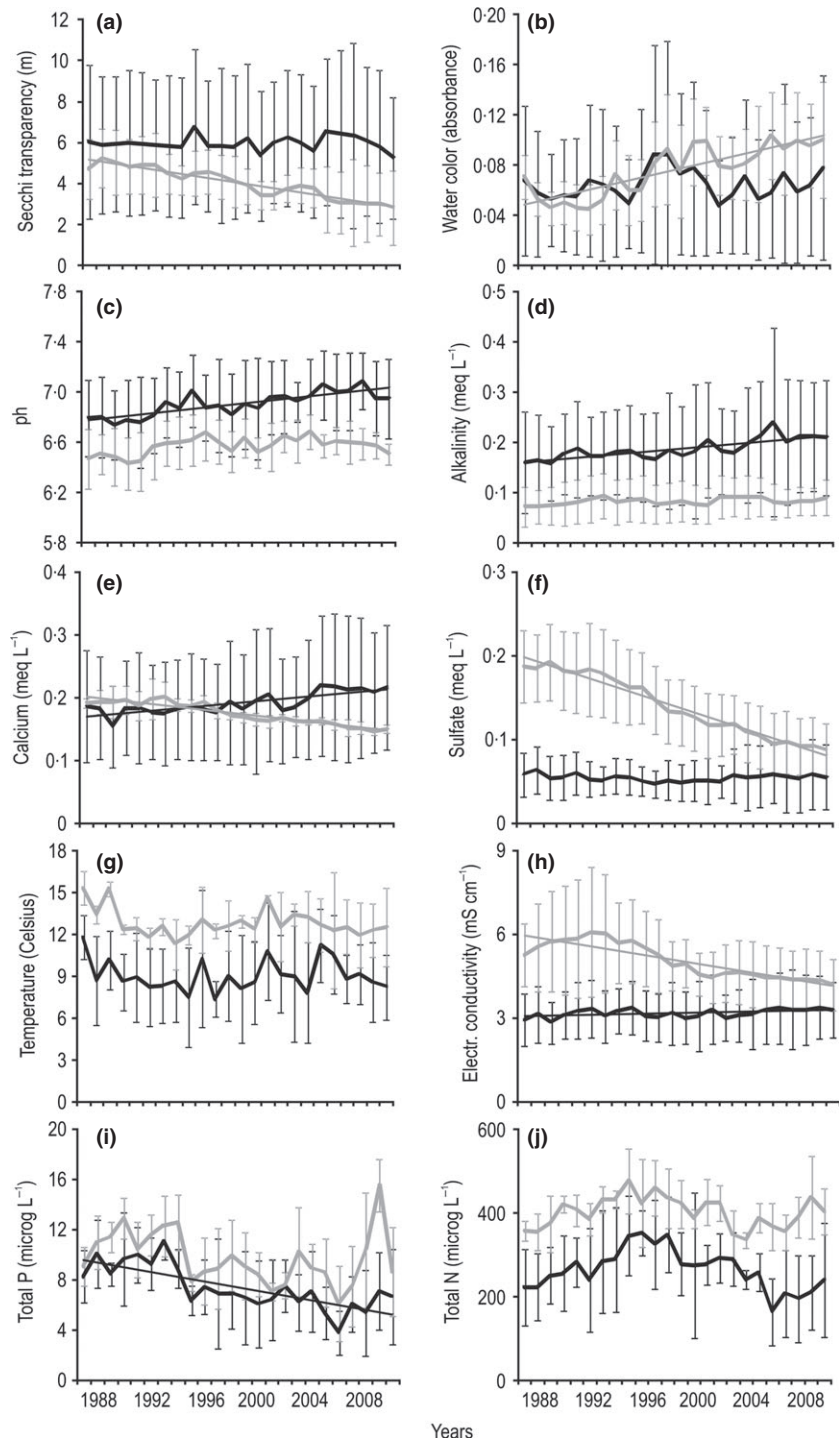 (a)
Secchi transparency (m)
12
10
8
6
4
2
0
(b)
Water color (absorbance)
0·20
0·16
0·12
0·08
0·04
0
(c)
ph
7·8
7·4
7·0
6·6
6·2
5·8
(d)
Alkalinity (meq L−1)
0·5
0·4
0·3
0·2
0·1
0
(e)
Calcium (meq L−1)
0·4
0·3
0·2
0·1
0
(f)
Sulfate (meq L−1)
0·3
0·2
0·1
0
(g)
Temperature (Celsius)
18
15
12
9
6
3
0
(h)
Electr. conductivity (mS cm−1)
9
6
3
0
(i)
Total P (microg L−1)
20
16
12
8
4
0
1988 1992 1996 2000 2004 2008
(j)
Total N (microg L−1)
600
400
200
0
1988 1992 1996 2000 2004 2008
Years